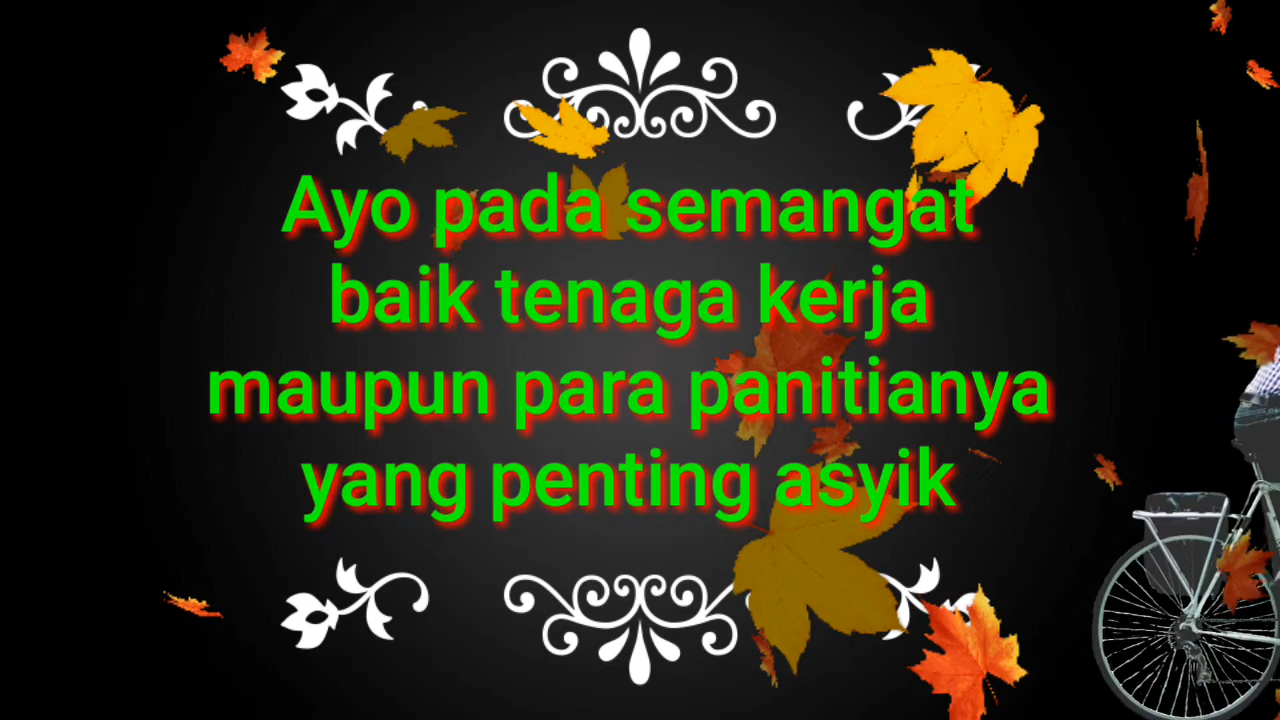 Ayo pada semangat
baik tenaga kerja
maupun para panitianya
yang penting asyik